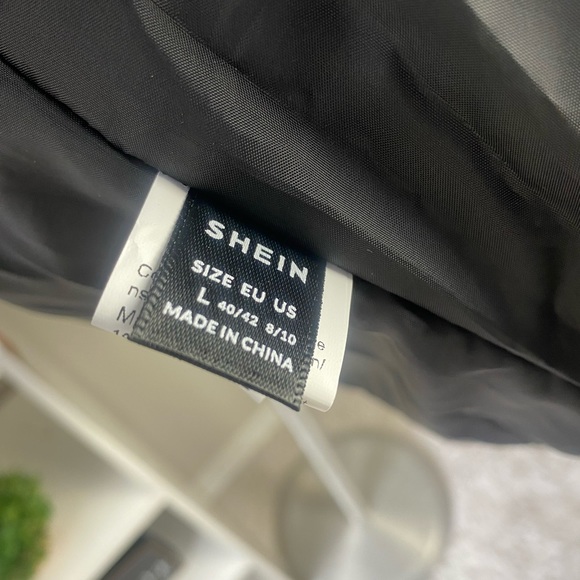 SHEIN
SIZE EU US
L 40/42 8/10
MADE IN CHINA